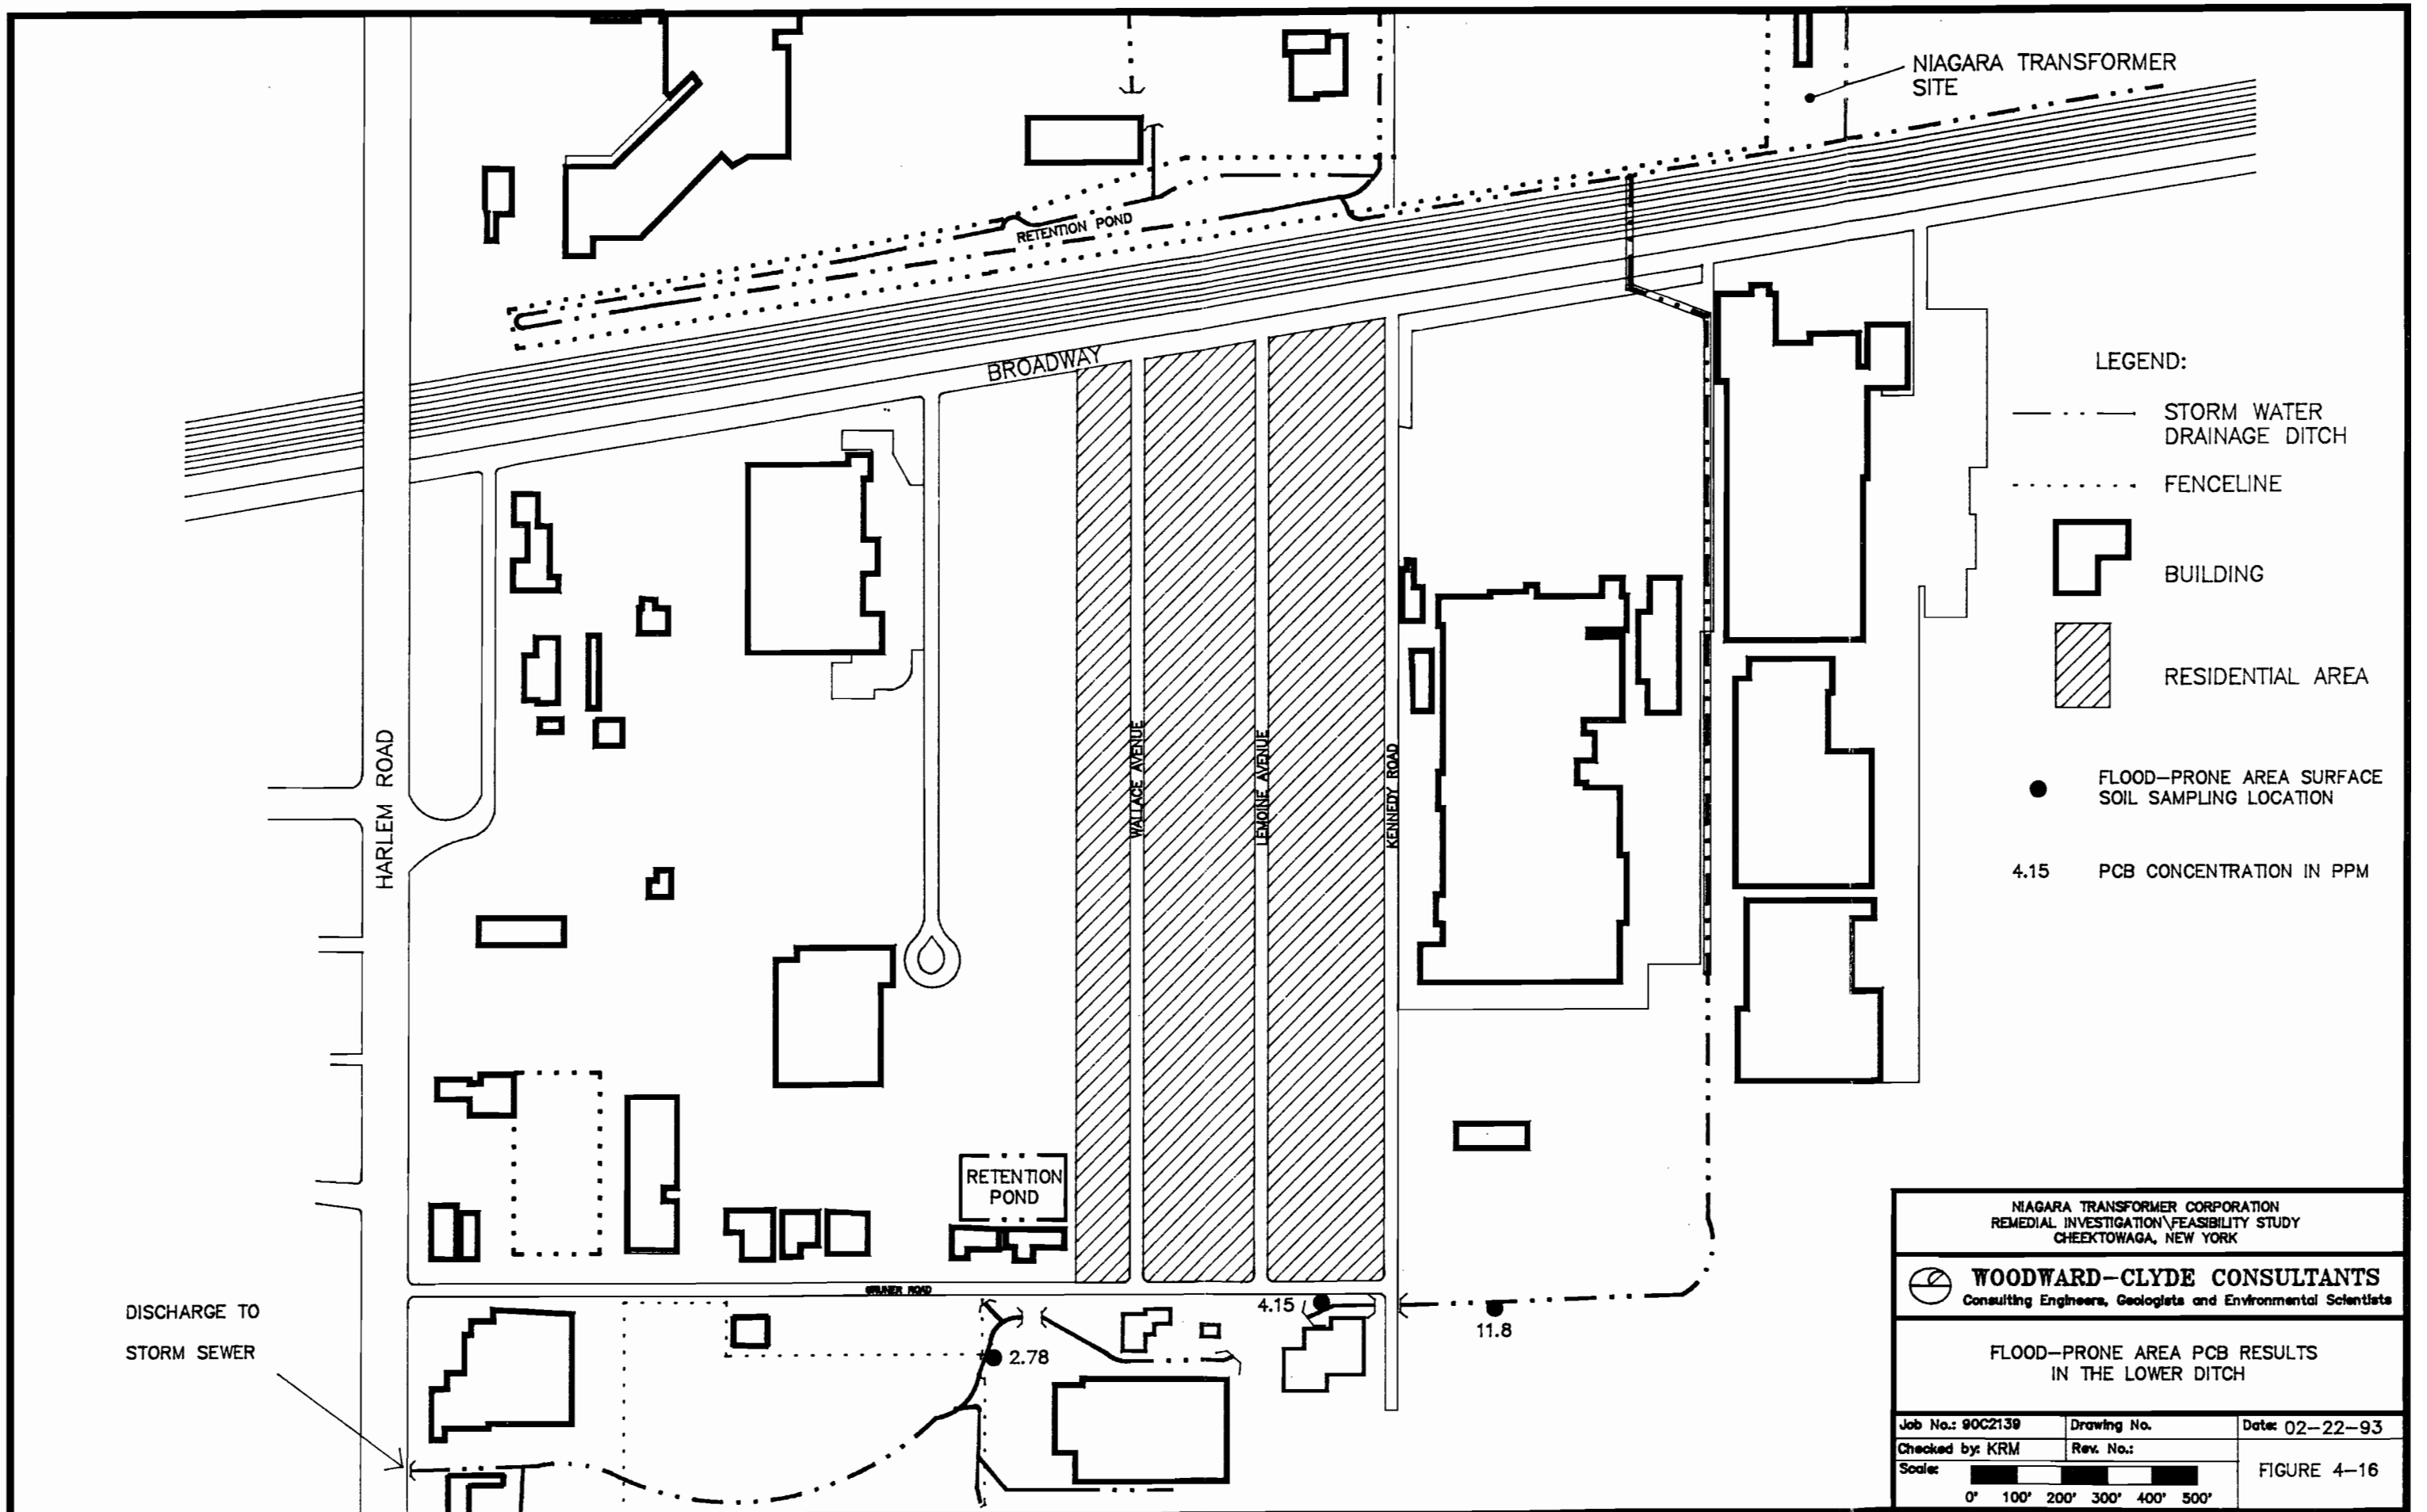 NIAGARA TRANSFORMER
SITE
RETENTION POND
BROADWAY
LEGEND:
STORM WATER
DRAINAGE DITCH
FENCELINE
BUILDING
RESIDENTIAL AREA
FLOOD-PRONE AREA SURFACE
SOIL SAMPLING LOCATION
4.15 PCB CONCENTRATION IN PPM
HARLEM ROAD
WALLACE AVENUE
LEMOINE AVENUE
KENNEDY ROAD
RETENTION
POND
GRUNER ROAD
4.15
11.8
2.78
DISCHARGE TO
STORM SEWER
NIAGARA TRANSFORMER CORPORATION
REMEDIAL INVESTIGATION\FEASIBILITY STUDY
CHEEKTOWAGA, NEW YORK
WOODWARD-CLYDE CONSULTANTS
Consulting Engineers, Geologists and Environmental Scientists
FLOOD-PRONE AREA PCB RESULTS
IN THE LOWER DITCH
Job No.: 90C2139 Drawing No. Date: 02-22-93
Checked by: KRM Rev. No.:
Scale: FIGURE 4-16
0' 100' 200' 300' 400' 500'